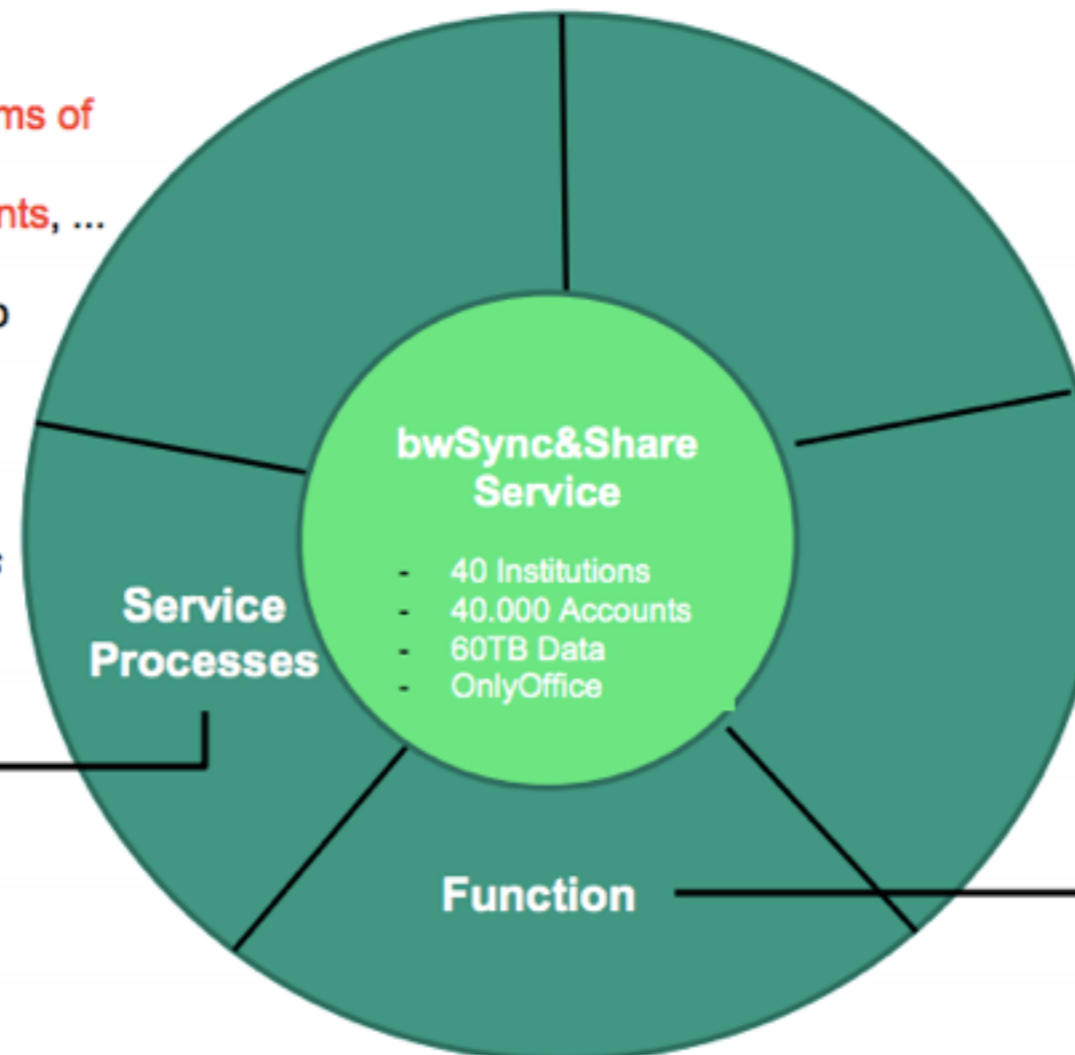 ms of
nts, ...
bwSync&Share
Service
- 40 Institutions
- 40.000 Accounts
- 60TB Data
- OnlyOffice
Service
Processes
Function